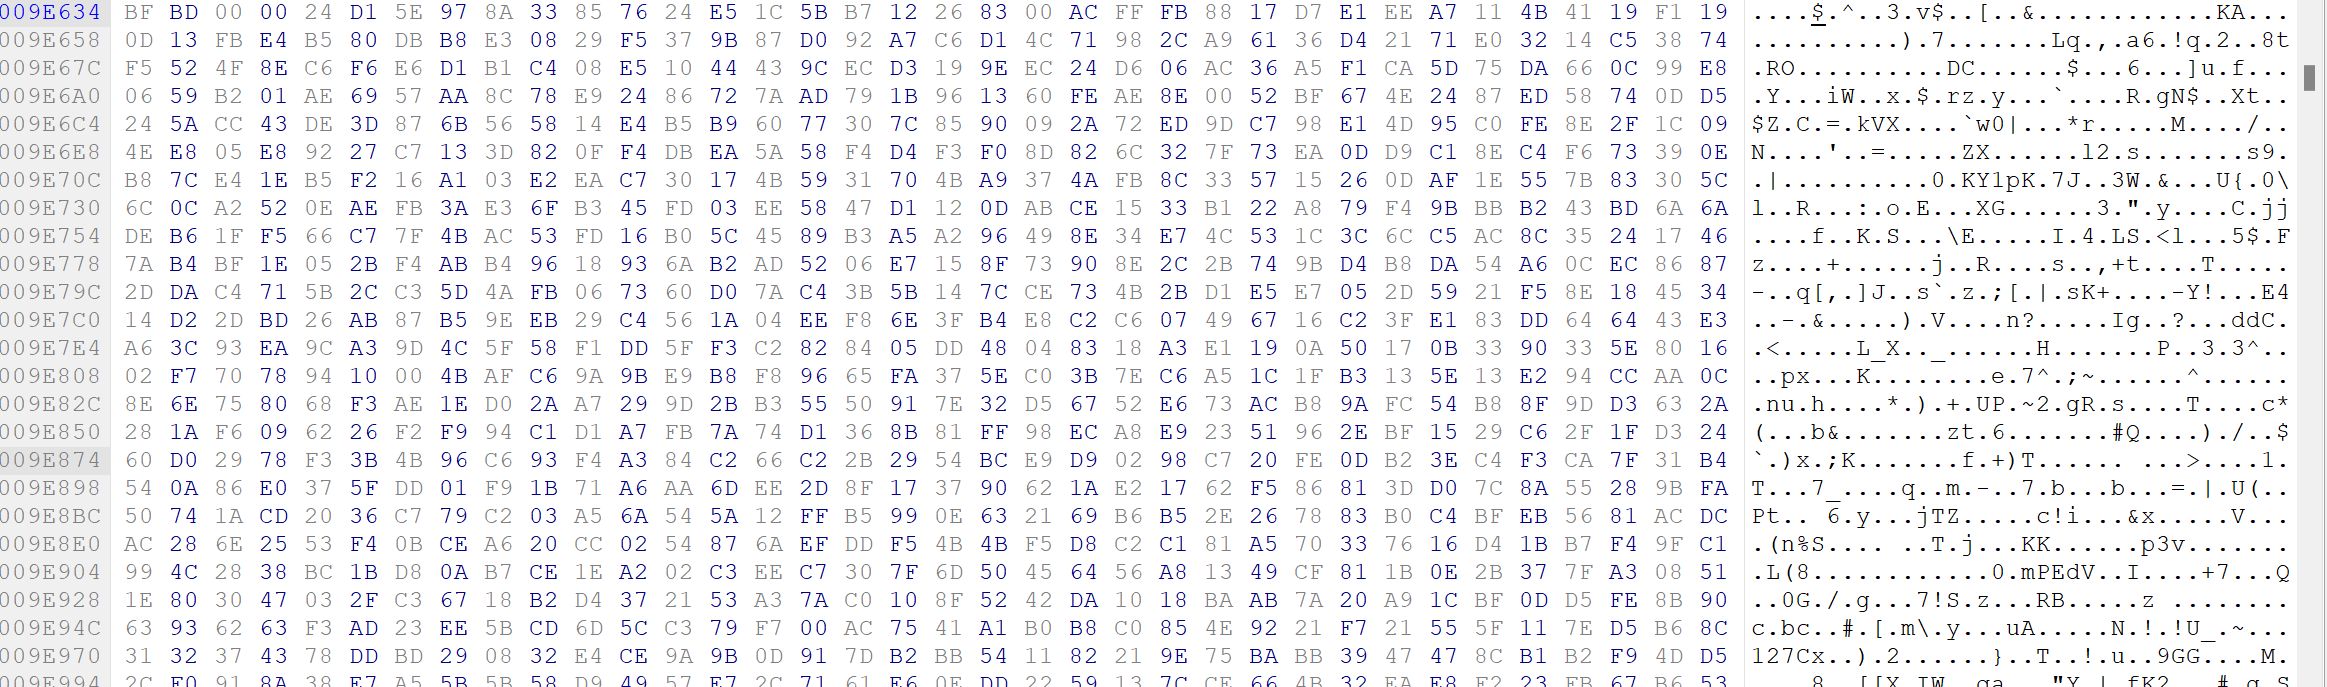 009E634 BF BD 00 00 24 D1 5E 97 8A 33 85 76 24 E5 1C 5B B7 12 26 83 00 AC FF FB 88 17 D7 E1 EE A7 11 4B 41 19 F1 19 ....$.^..3.v$..[..&............KA...
009E658 0D 13 FB E4 B5 80 DB B8 E3 08 29 F5 37 9B 87 D0 92 A7 C6 D1 4C 71 98 2C A9 61 36 D4 21 71 E0 32 14 C5 38 74 ..........).7.......Lq.,.a6.!q.2..8t
009E67C F5 52 4F 8E C6 F6 E6 D1 B1 C4 08 E5 10 44 43 9C EC D3 19 9E EC 24 D6 06 AC 36 A5 F1 CA 5D 75 DA 66 0C 99 E8 .RO..........DC......$...6...]u.f...
009E6A0 06 59 B2 01 AE 69 57 AA 8C 78 E9 24 86 72 7A AD 79 1B 96 13 60 FE AE 8E 00 52 BF 67 4E 24 87 ED 58 74 0D D5 .Y...iW..x.$.rz.y...`....R.gN$..Xt..
009E6C4 24 5A CC 43 DE 3D 87 6B 56 58 14 E4 B5 B9 60 77 30 7C 85 90 09 2A 72 ED 9D C7 98 E1 4D 95 C0 FE 8E 2F 1C 09 $Z.C.=.kVX....`w0|...*r.....M..../..
009E6E8 4E E8 05 E8 92 27 C7 13 3D 82 0F F4 DB EA 5A 58 F4 D4 F3 F0 8D 82 6C 32 7F 73 EA 0D D9 C1 8E C4 F6 73 39 0E N....'..=.....ZX......l2.s.......s9.
009E70C B8 7C E4 1E B5 F2 16 A1 03 E2 EA C7 30 17 4B 59 31 70 4B A9 37 4A FB 8C 33 57 15 26 0D AF 1E 55 7B 83 30 5C .|..........0.KY1pK.7J..3W.&...U{.0\
009E730 6C 0C A2 52 0E AE FB 3A E3 6F B3 45 FD 03 EE 58 47 D1 12 0D AB CE 15 33 B1 22 A8 79 F4 9B BB B2 43 BD 6A 6A l..R...:.o.E...XG......3.".y....C.jj
009E754 DE B6 1F F5 66 C7 7F 4B AC 53 FD 16 B0 5C 45 89 B3 A5 A2 96 49 8E 34 E7 4C 53 1C 3C 6C C5 AC 8C 35 24 17 46 ....f..K.S...\E.....I.4.LS.<l...5$.F
009E778 7A B4 BF 1E 05 2B F4 AB B4 96 18 93 6A B2 AD 52 06 E7 15 8F 73 90 8E 2C 2B 74 9B D4 B8 DA 54 A6 0C EC 86 87 z....+......j..R....s..,+t....T.....
009E79C 2D DA C4 71 5B 2C C3 5D 4A FB 06 73 60 D0 7A C4 3B 5B 14 7C CE 73 4B 2B D1 E5 E7 05 2D 59 21 F5 8E 18 45 34 -..q[,.]J..s`.z.;[.|.sK+....-Y!...E4
009E7C0 14 D2 2D BD 26 AB 87 B5 9E EB 29 C4 56 1A 04 EE F8 6E 3F B4 E8 C2 C6 07 49 67 16 C2 3F E1 83 DD 64 64 43 E3 ..-.&.....).V....n?.....Ig..?...ddC.
009E7E4 A6 3C 93 EA 9C A3 9D 4C 5F 58 F1 DD 5F F3 C2 82 84 05 DD 48 04 83 18 A3 E1 19 0A 50 17 0B 33 90 33 5E 80 16 .<.....L_X.._......H.......P..3.3^..
009E808 02 F7 70 78 94 10 00 4B AF C6 9A 9B E9 B8 F8 96 65 FA 37 5E C0 3B 7E C6 A5 1C 1F B3 13 5E 13 E2 94 CC AA 0C ..px...K........e.7^.;~......^......
009E82C 8E 6E 75 80 68 F3 AE 1E D0 2A A7 29 9D 2B B3 55 50 91 7E 32 D5 67 52 E6 73 AC B8 9A FC 54 B8 8F 9D D3 63 2A .nu.h....*.).+.UP.~2.gR.s....T....c*
009E850 28 1A F6 09 62 26 F2 F9 94 C1 D1 A7 FB 7A 74 D1 36 8B 81 FF 98 EC A8 E9 23 51 96 2E BF 15 29 C6 2F 1F D3 24 (...b&.......zt.6.......#Q....)./..$
009E874 60 D0 29 78 F3 3B 4B 96 C6 93 F4 A3 84 C2 66 C2 2B 29 54 BC E9 D9 02 98 C7 20 FE 0D B2 3E C4 F3 CA 7F 31 B4 `.)x.;K.......f.+)T...... ...>....1.
009E898 54 0A 86 E0 37 5F DD 01 F9 1B 71 A6 AA 6D EE 2D 8F 17 37 90 62 1A E2 17 62 F5 86 81 3D D0 7C 8A 55 28 9B FA T...7_....q..m.-..7.b...b...=.|.U(..
009E8BC 50 74 1A CD 20 36 C7 79 C2 03 A5 6A 54 5A 12 FF B5 99 0E 63 21 69 B6 B5 2E 26 78 83 B0 C4 BF EB 56 81 AC DC Pt.. 6.y...jTZ.....c!i...&x.....V...
009E8E0 AC 28 6E 25 53 F4 0B CE A6 20 CC 02 54 87 6A EF DD F5 4B 4B F5 D8 C2 C1 81 A5 70 33 76 16 D4 1B B7 F4 9F C1 .(n%S.... ..T.j...KK......p3v.......
009E904 99 4C 28 38 BC 1B D8 0A B7 CE 1E A2 02 C3 EE C7 30 7F 6D 50 45 64 56 A8 13 49 CF 81 1B 0E 2B 37 7F A3 08 51 .L(8............0.mPEdV..I....+7...Q
009E928 1E 80 30 47 03 2F C3 67 18 B2 D4 37 21 53 A3 7A C0 10 8F 52 42 DA 10 18 BA AB 7A 20 A9 1C BF 0D D5 FE 8B 90 ..0G./.g...7!S.z...RB.....z ........
009E94C 63 93 62 63 F3 AD 23 EE 5B CD 6D 5C C3 79 F7 00 AC 75 41 A1 B0 B8 C0 85 4E 92 21 F7 21 55 5F 11 7E D5 B6 8C c.bc..#.[.m\.y...uA.....N.!.!U_.~...
009E970 31 32 37 43 78 DD BD 29 08 32 E4 CE 9A 9B 0D 91 7D B2 BB 54 11 82 21 9E 75 BA BB 39 47 47 8C B1 B2 F9 4D D5 127Cx..).2......}..T..!.u..9GG....M.
009E994 2C F0 91 8A 38 E7 A5 5B 5B 58 D9 49 57 E7 2C 71 61 E6 0E DD 22 59 13 7C CE 66 4B 32 EA E8 F2 23 FB 67 B6 53